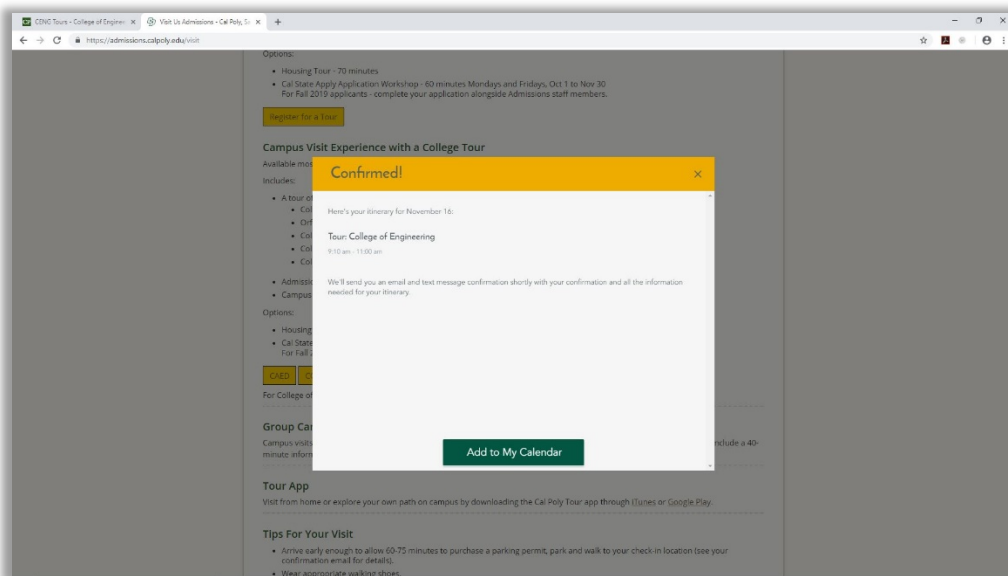 CENG Tours - College of Engineer
Visit Us Admissions - Cal Poly, Sa
https://admissions.calpoly.edu/visit
Options:
• Housing Tour - 70 minutes
• Cal State Apply Application Workshop - 60 minutes Mondays and Fridays, Oct 1 to Nov 30
For Fall 2019 applicants - complete your application alongside Admissions staff members.
Register for a Tour
Campus Visit Experience with a College Tour
Available mos
Includes:
• A tour of
• Col
• Orf
• Col
• Col
• Col
• Admissio
• Campus
Options:
• Housing
• Cal State
For Fall 2
CAED
For College of
Confirmed!
Here's your itinerary for November 16:
Tour: College of Engineering
9:10 am - 11:00 am
We'll send you an email and text message confirmation shortly with your confirmation and all the information
needed for your itinerary.
Add to My Calendar
Group Ca
Campus visits
nclude a 40-
minute inform
Tour App
Visit from home or explore your own path on campus by downloading the Cal Poly Tour app through iTunes or Google Play.
Tips For Your Visit
• Arrive early enough to allow 60-75 minutes to purchase a parking permit, park and walk to your check-in location (see your
confirmation email for details).
• Wear appropriate walking shoes.